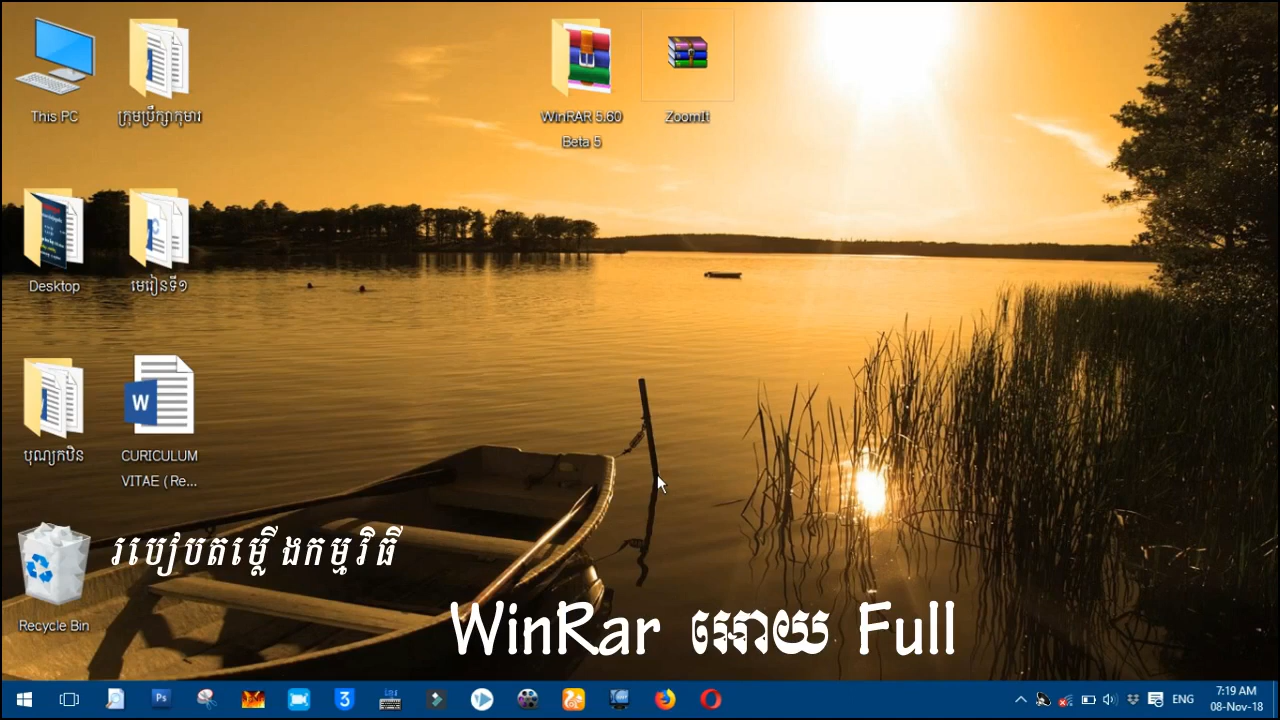 This PC
ក្រុមប្រឹក្សាកុមារ
WinRAR 5.60
Beta 5
ZoomIt
Desktop
មេរៀនទី១
បុណ្យកឋិន
CURICULUM
VITAE ( Re...
Recycle Bin
របៀបតម្លើងកម្មវិធី
WinRar អោយ Full
ENG
7:19 AM
08-Nov-18